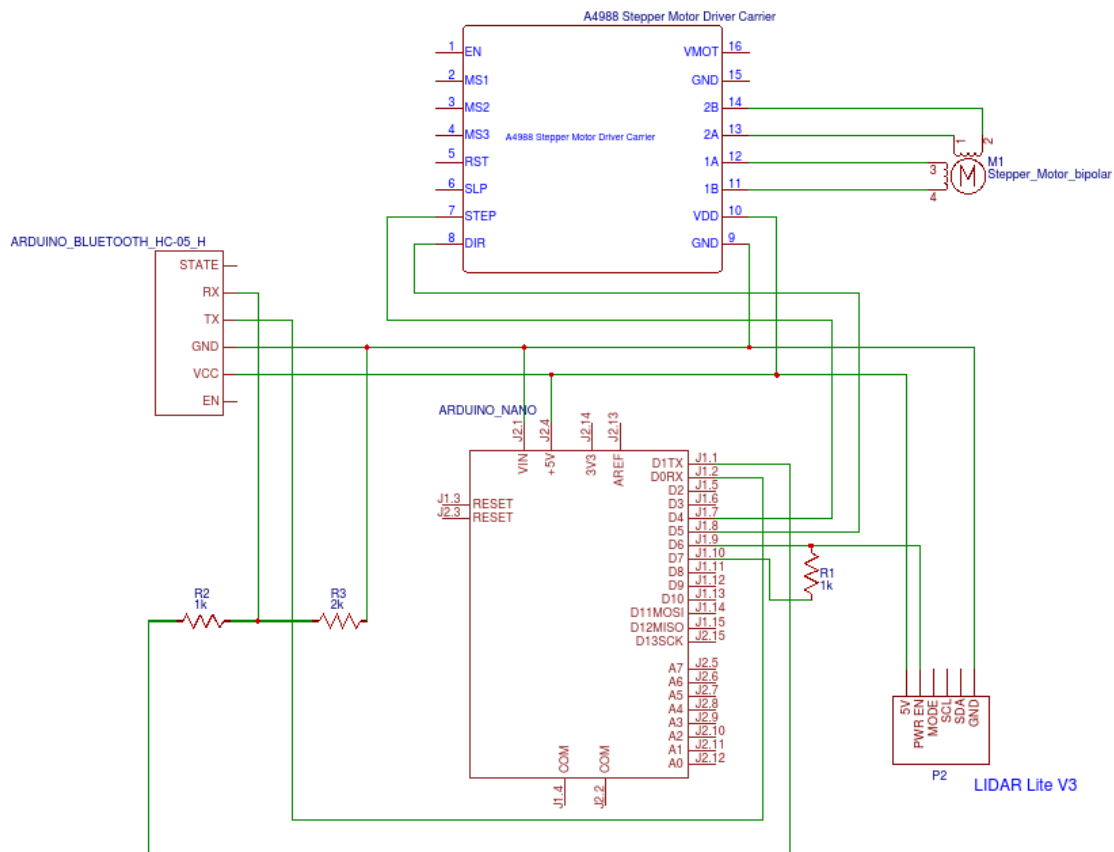 A4988 Stepper Motor Driver Carrier
1 EN
2 MS1
3 MS2
4 MS3
5 RST
6 SLP
7 STEP
8 DIR
A4988 Stepper Motor Driver Carrier
VMOT 16
GND 15
2B 14
2A 13
1A 12
1B 11
VDD 10
GND 9
1
2
3
4
M
M1
Stepper_Motor_bipolar
ARDUINO_BLUETOOTH_HC-05_H
STATE
RX
TX
GND
VCC
EN
ARDUINO_NANO
J2.1
J2.4
J2.14
J2.13
VIN
+5V
3V3
AREF
J1.3 RESET
J2.3 RESET
D1TX J1.1
D0RX J1.2
D2 J1.5
D3 J1.6
D4 J1.7
D5 J1.8
D6 J1.9
D7 J1.10
D8 J1.11
D9 J1.12
D10 J1.13
D11MOSI J1.14
D12MISO J1.15
D13SCK J2.15
A7 J2.5
A6 J2.6
A5 J2.7
A4 J2.8
A3 J2.9
A2 J2.10
A1 J2.11
A0 J2.12
COM
COM
J1.4
J2.2
R1
1k
R2
1k
R3
2k
5V
PWR EN
MODE
SCL
SDA
GND
P2
LIDAR Lite V3